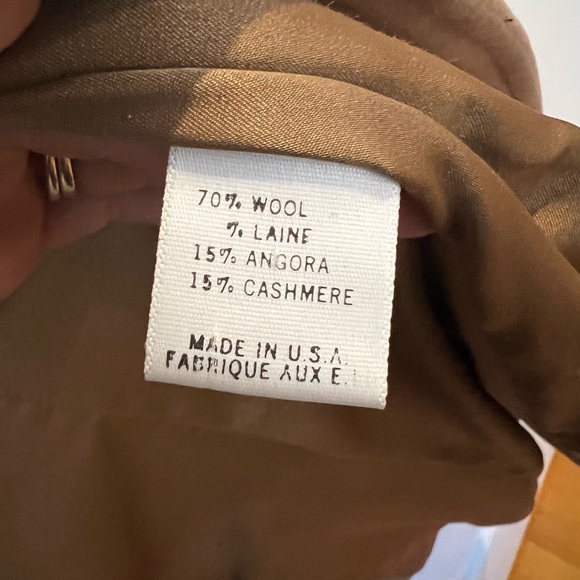 70% WOOL
% LAINE
15% ANGORA
15% CASHMERE
MADE IN U.S.A.
FABRIQUE AUX E.